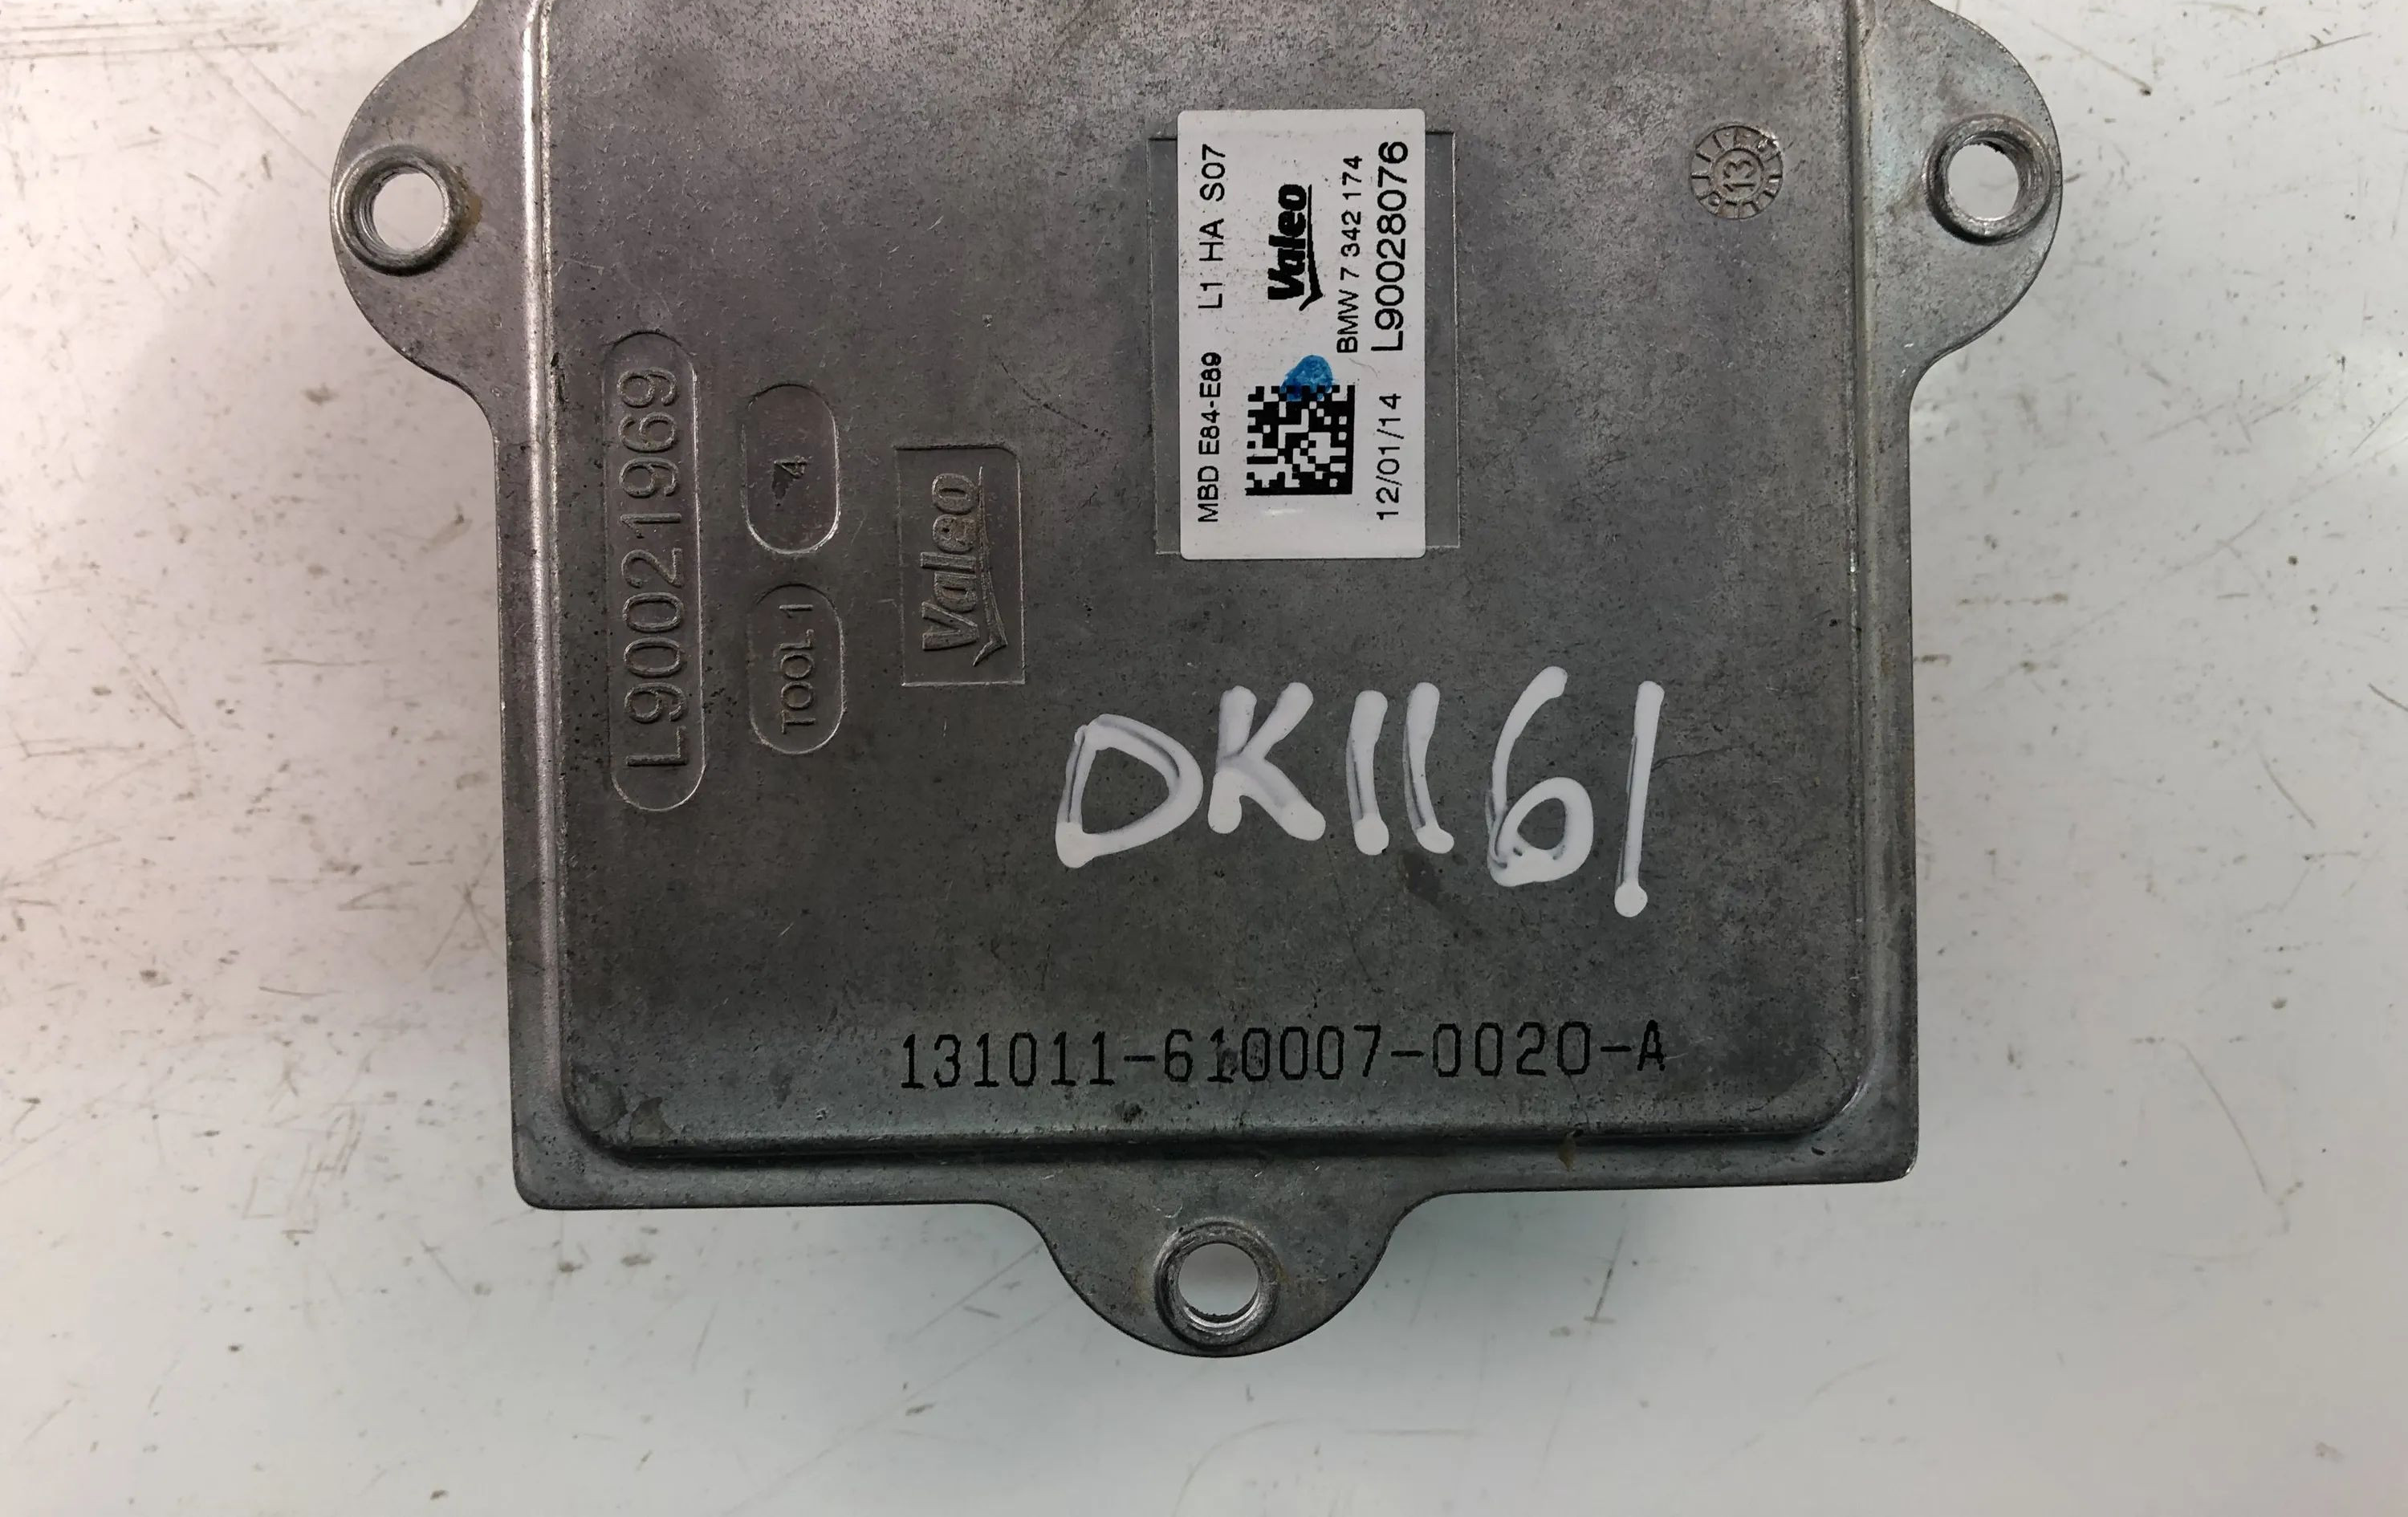 MBD E84-E89 L1 HA S07
Valeo
BMW 7 342 174
12/01/14 L90028076
13
L90021969
TOOL 1
4
Valeo
DK1161
131011-610007-0020-A